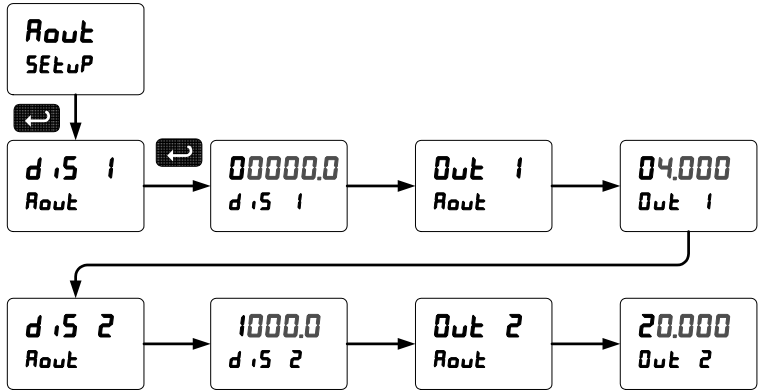 Aout
SEtuP
diS 1
Aout
00000.0
diS 1
Out 1
Aout
04.000
Out 1
diS 2
Aout
1000.0
diS 2
Out 2
Aout
20.000
Out 2